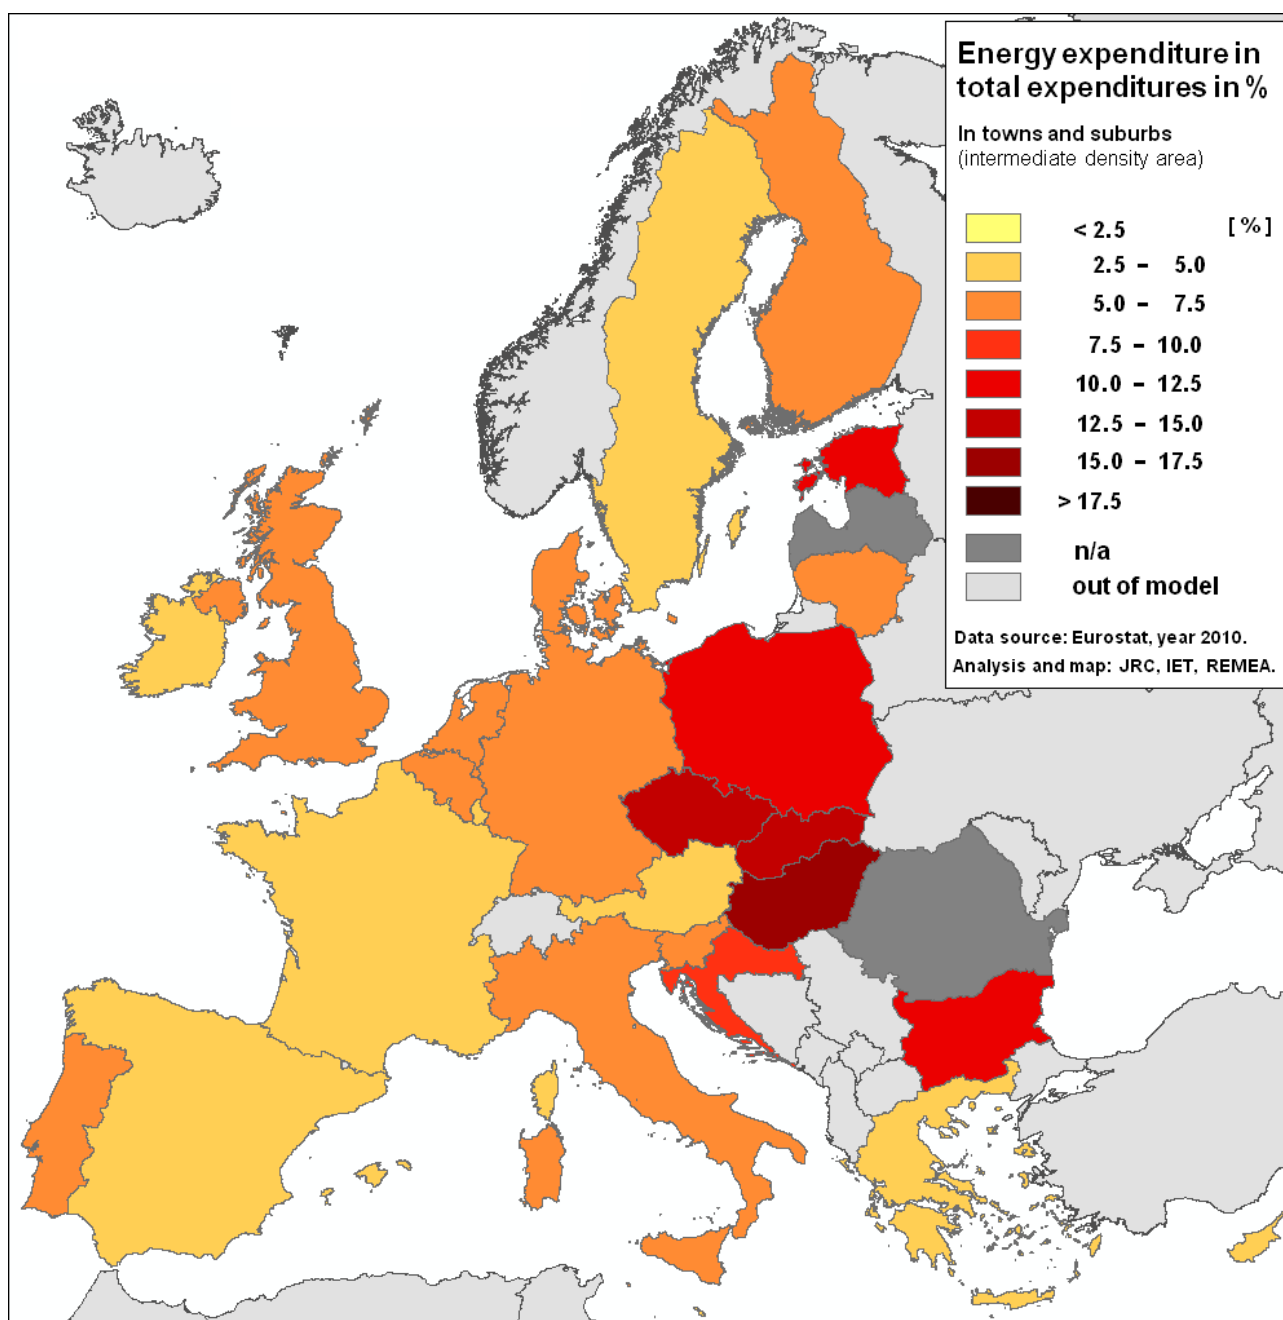 Energy expenditure in
total expenditures in %
In towns and suburbs
(intermediate density area)
< 2.5 [ % ]
2.5 – 5.0
5.0 – 7.5
7.5 – 10.0
10.0 – 12.5
12.5 – 15.0
15.0 – 17.5
> 17.5
n/a
out of model
Data source: Eurostat, year 2010.
Analysis and map: JRC, IET, REMEA.